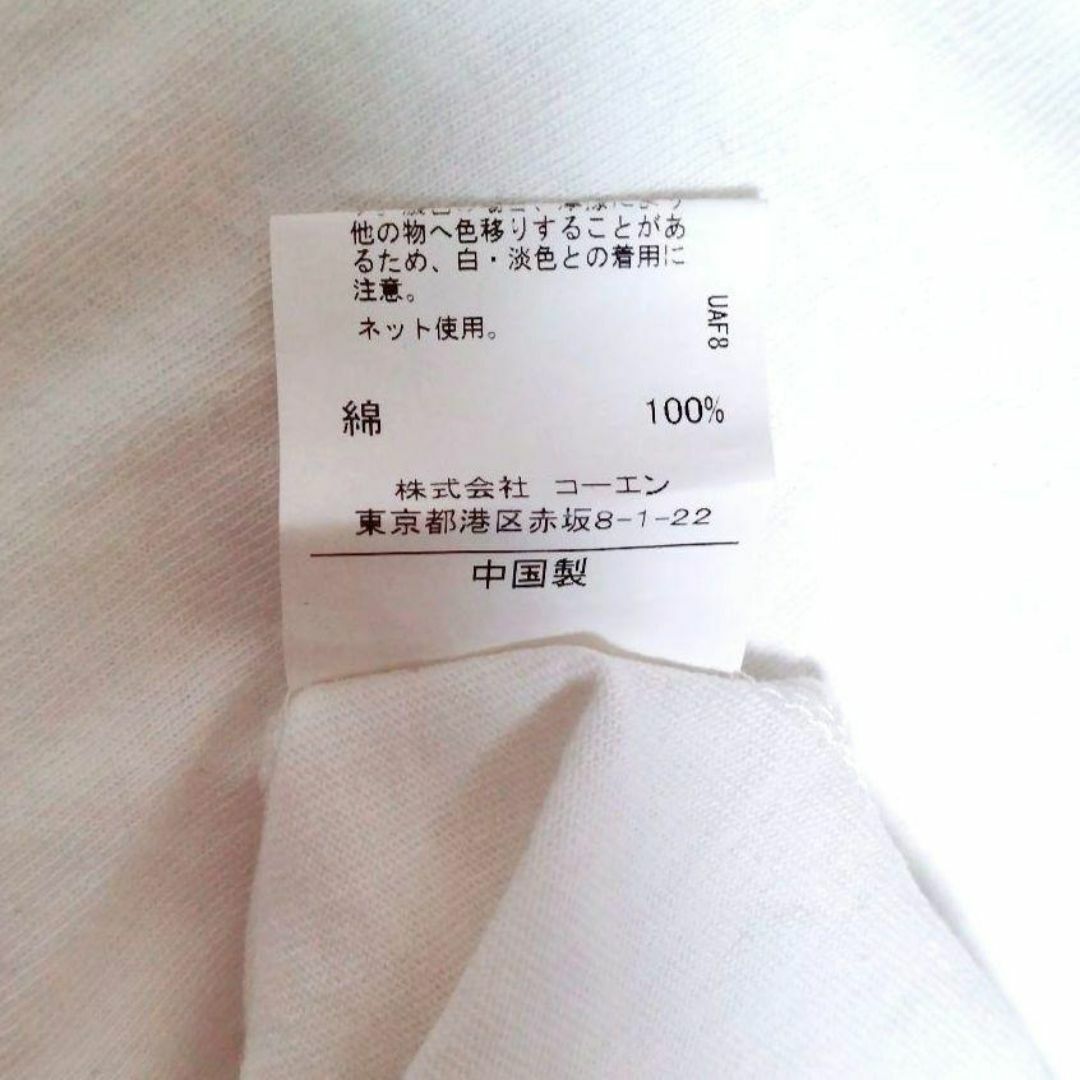 他の物へ色移りすることがあ
るため、白・淡色との着用に
注意。
ネット使用。
UAF8
綿 100%
株式会社 コーエン
東京都港区赤坂8-1-22
中国製